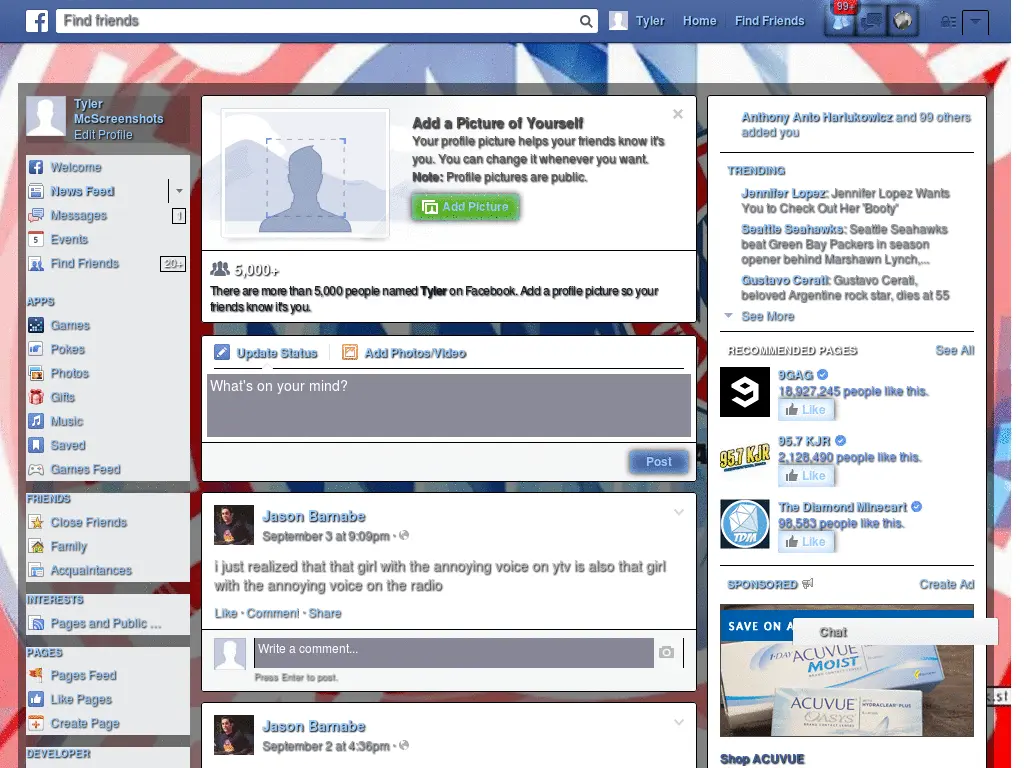 Find friends
Tyler
Home
Find Friends
99+
Tyler
McScreenshots
Edit Profile
Welcome
News Feed
Messages
1
5
Events
Find Friends
20+
APPS
Games
Pokes
Photos
Gifts
Music
Saved
Games Feed
FRIENDS
Close Friends
Family
Acquaintances
INTERESTS
Pages and Public ...
PAGES
Pages Feed
Like Pages
Create Page
DEVELOPER
Add a Picture of Yourself
Your profile picture helps your friends know it's
you. You can change it whenever you want.
Note: Profile pictures are public.
Add Picture
5,000+
There are more than 5,000 people named Tyler on Facebook. Add a profile picture so your
friends know it's you.
Update Status
Add Photos/Video
What's on your mind?
Post
Jason Barnabe
September 3 at 9:09pm ·
i just realized that that girl with the annoying voice on ytv is also that girl
with the annoying voice on the radio
Like · Comment · Share
Write a comment...
Press Enter to post.
Jason Barnabe
September 2 at 4:36pm ·
Anthony Anto Harlukowicz and 99 others
added you
TRENDING
Jennifer Lopez: Jennifer Lopez Wants
You to Check Out Her 'Booty'
Seattle Seahawks: Seattle Seahawks
beat Green Bay Packers in season
opener behind Marshawn Lynch,...
Gustavo Cerati: Gustavo Cerati,
beloved Argentine rock star, dies at 55
See More
RECOMMENDED PAGES
See All
9GAG
18,927,245 people like this.
Like
95.7 KJR
95.7 KJR
2,128,490 people like this.
Like
TDM
The Diamond Minecart
98,583 people like this.
Like
SPONSORED
Create Ad
SAVE ON A
Chat
1-DAY
ACUVUE
MOIST
ACUVUE
OASYS
WITH HYDRACLEAR PLUS
k.st
Shop ACUVUE